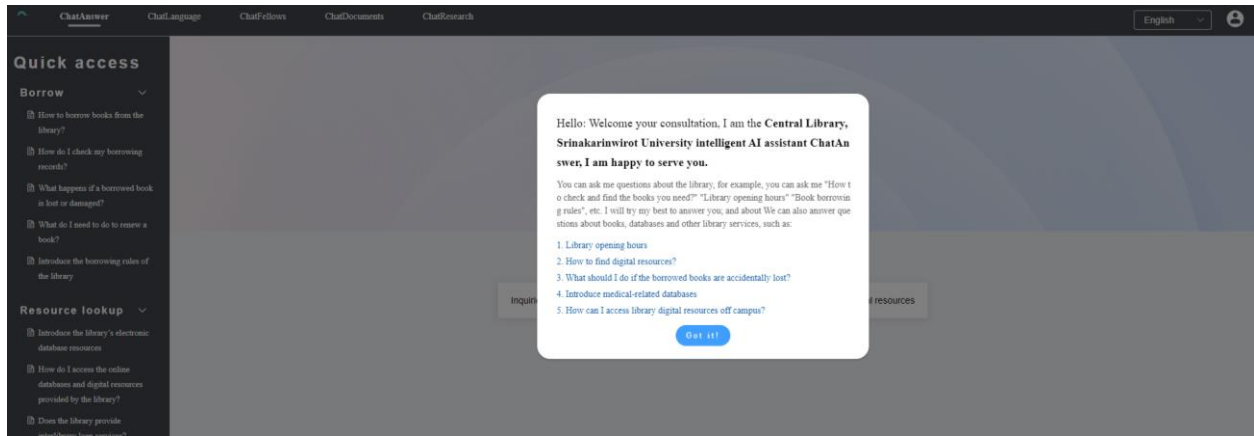 ChatAnswer ChatLanguage ChatFellows ChatDocuments ChatResearch English
Quick access
Borrow
How to borrow books from the
library?
How do I check my borrowing
records?
What happens if a borrowed book
is lost or damaged?
What do I need to do to renew a
book?
Introduce the borrowing rules of
the library
Resource lookup
Introduce the library's electronic
database resources
How do I access the online
databases and digital resources
provided by the library?
Does the library provide
interlibrary loan services?
Hello: Welcome your consultation, I am the Central Library,
Srinakarinwirot University intelligent AI assistant ChatAn
swer, I am happy to serve you.
You can ask me questions about the library, for example, you can ask me "How t
o check and find the books you need?" "Library opening hours" "Book borrowin
g rules", etc. I will try my best to answer you; and about We can also answer que
stions about books, databases and other library services, such as:
1. Library opening hours
2. How to find digital resources?
3. What should I do if the borrowed books are accidentally lost?
4. Introduce medical-related databases
5. How can I access library digital resources off campus?
Got it!
resources